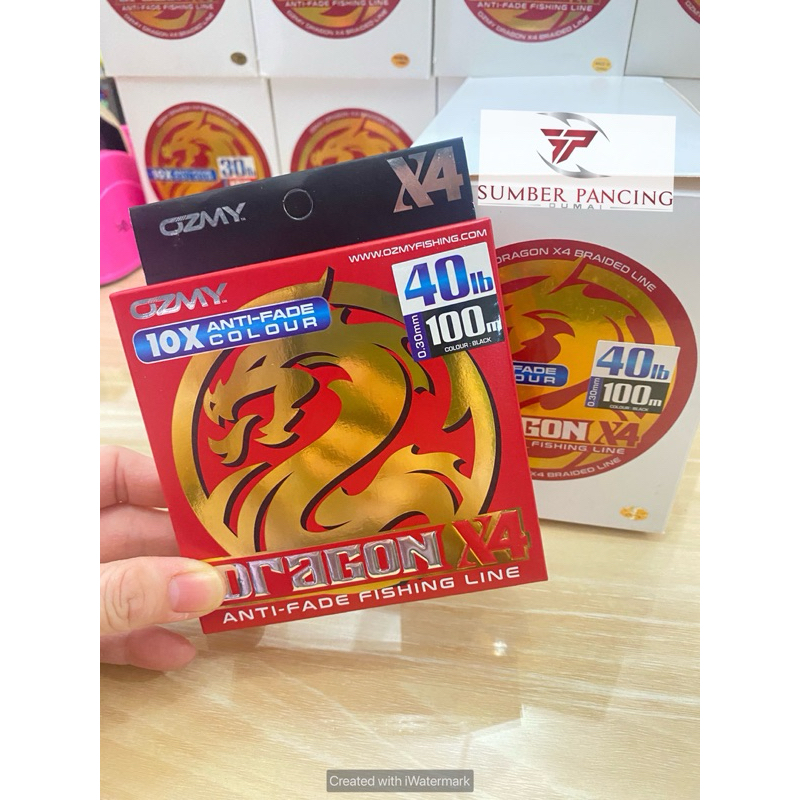 ANTI-FADE FISHING LINE
OZMY DRAGON X4 BRAIDED LINE
10X
30lb
SUMBER PANCING
DUMAI
OZMY
X4
WWW.OZMYFISHING.COM
OZMY
10X ANTI-FADE
COLOUR
40lb
0.30mm
100m
COLOUR : BLACK
DRAGON X4
ANTI-FADE FISHING LINE
DRAGON X4 BRAIDED LINE
FADE
OUR
40lb
0.30mm
100m
COLOUR : BLACK
GON X4
FISHING LINE
X4 BRAIDED LINE
Created with iWatermark